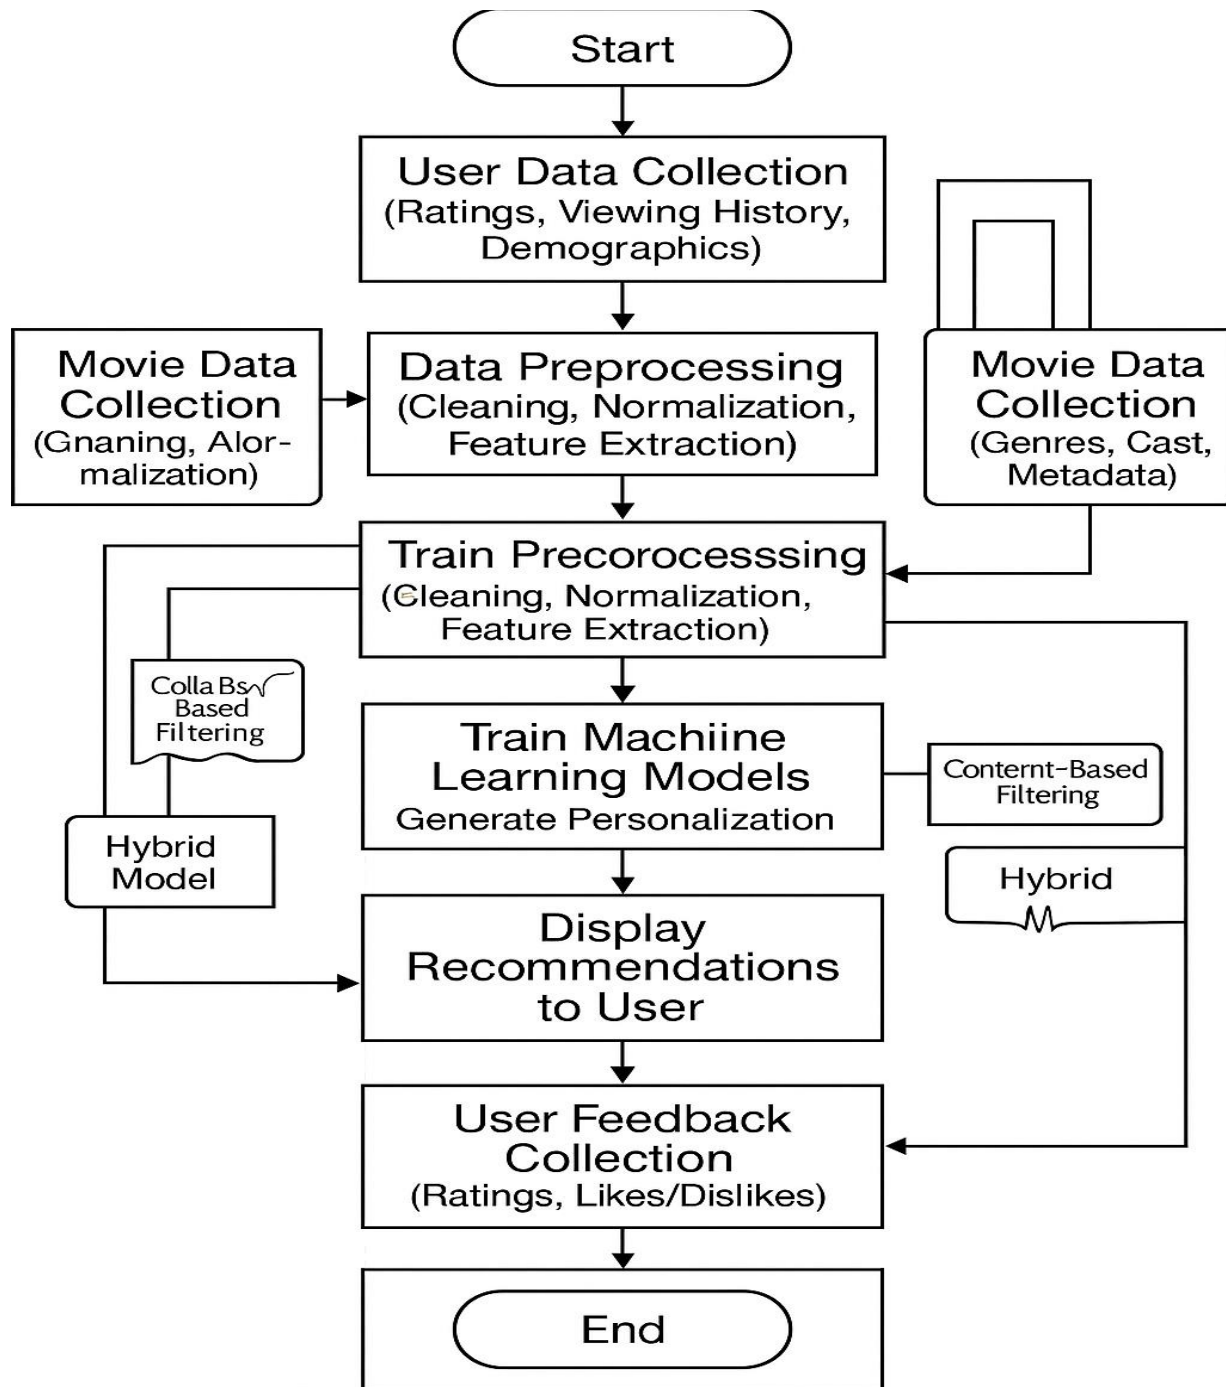 Start
User Data Collection
(Ratings, Viewing History,
Demographics)
Movie Data
Collection
(Gnaning, Alor-
malization)
Data Preprocessing
(Cleaning, Normalization,
Feature Extraction)
Movie Data
Collection
(Genres, Cast,
Metadata)
Train Precorocesssing
(Cleaning, Normalization,
Feature Extraction)
Colla Bs
Based
Filtering
Train Machiine
Learning Models
Generate Personalization
Conternt-Based
Filtering
Hybrid
Model
Hybrid
Display
Recommendations
to User
User Feedback
Collection
(Ratings, Likes/Dislikes)
End